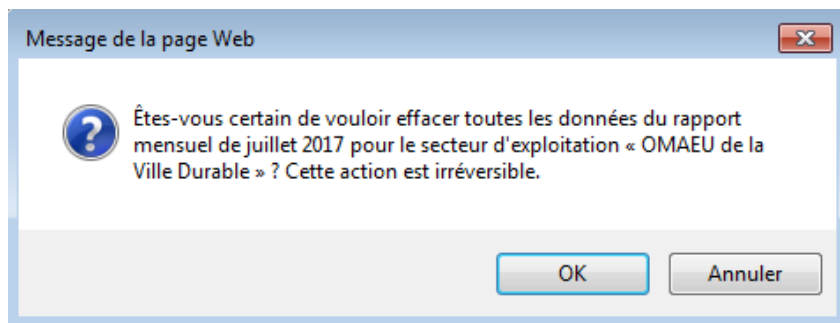 Message de la page Web
Êtes-vous certain de vouloir effacer toutes les données du rapport
mensuel de juillet 2017 pour le secteur d'exploitation « OMAEU de la
Ville Durable » ? Cette action est irréversible.
OK
Annuler